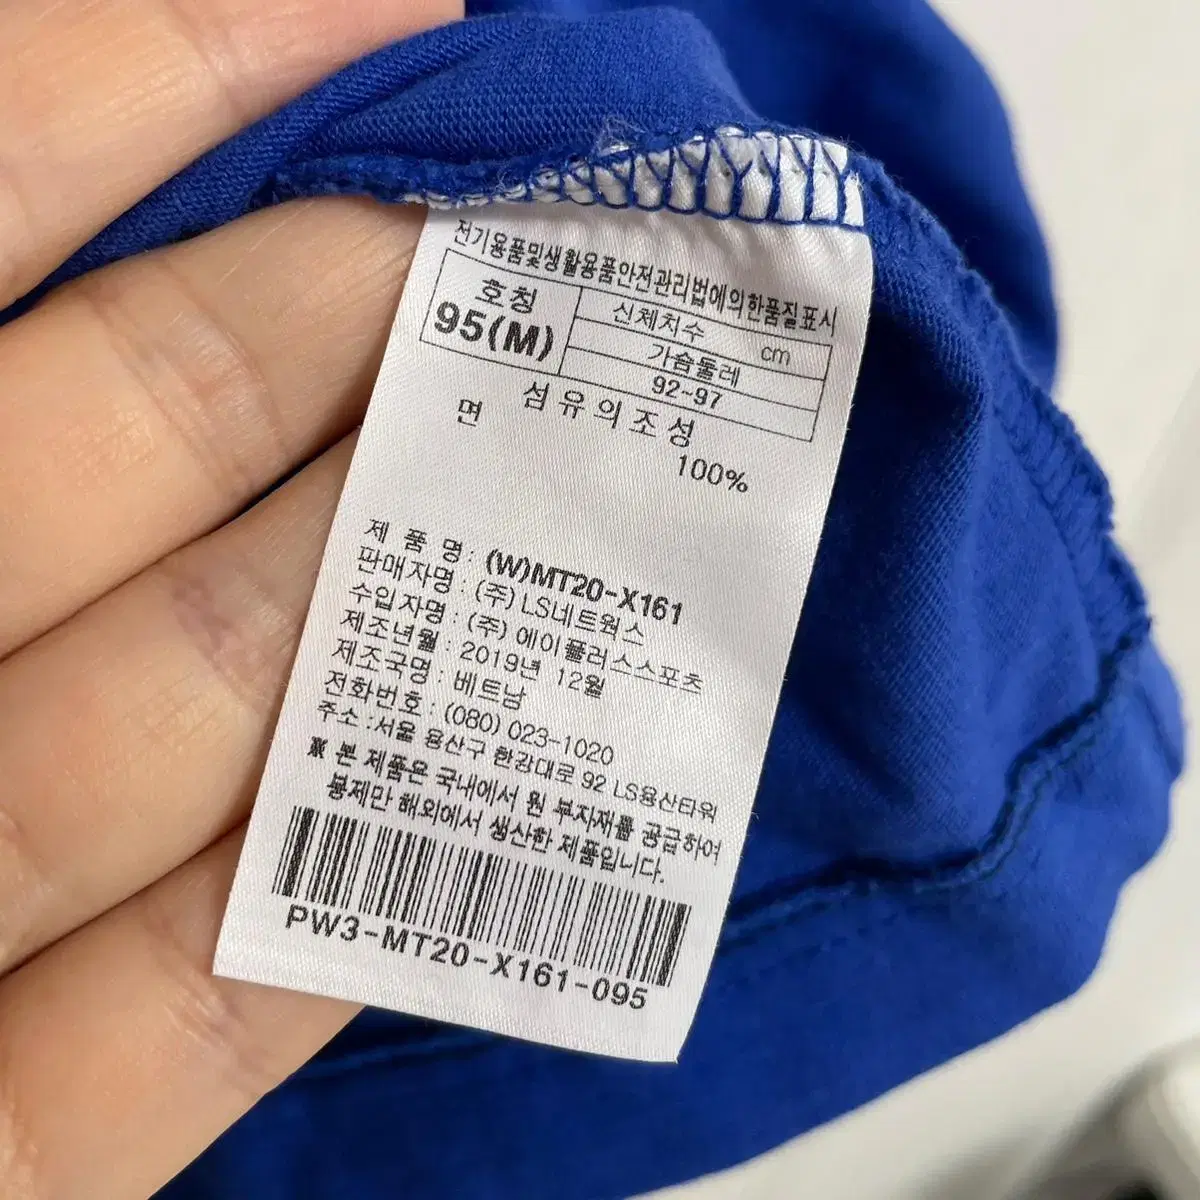 전기용품및생활용품안전관리법에의한품질표시
호칭
95(M)
신체치수 cm
가슴둘레
92~97
섬유의조성
면 100%
제 품 명 : (W)MT20-X161
판매자명 : (주) LS네트웍스
수입자명 : (주) 에이플러스스포츠
제조년월 : 2019년 12월
제조국명 : 베트남
전화번호 : (080) 023-1020
주소 :서울 용산구 한강대로 92 LS용산타워
※ 본 제품은 국내에서 원 부자재를 공급하여
봉제만 해외에서 생산한 제품입니다.
PW3-MT20-X161-095